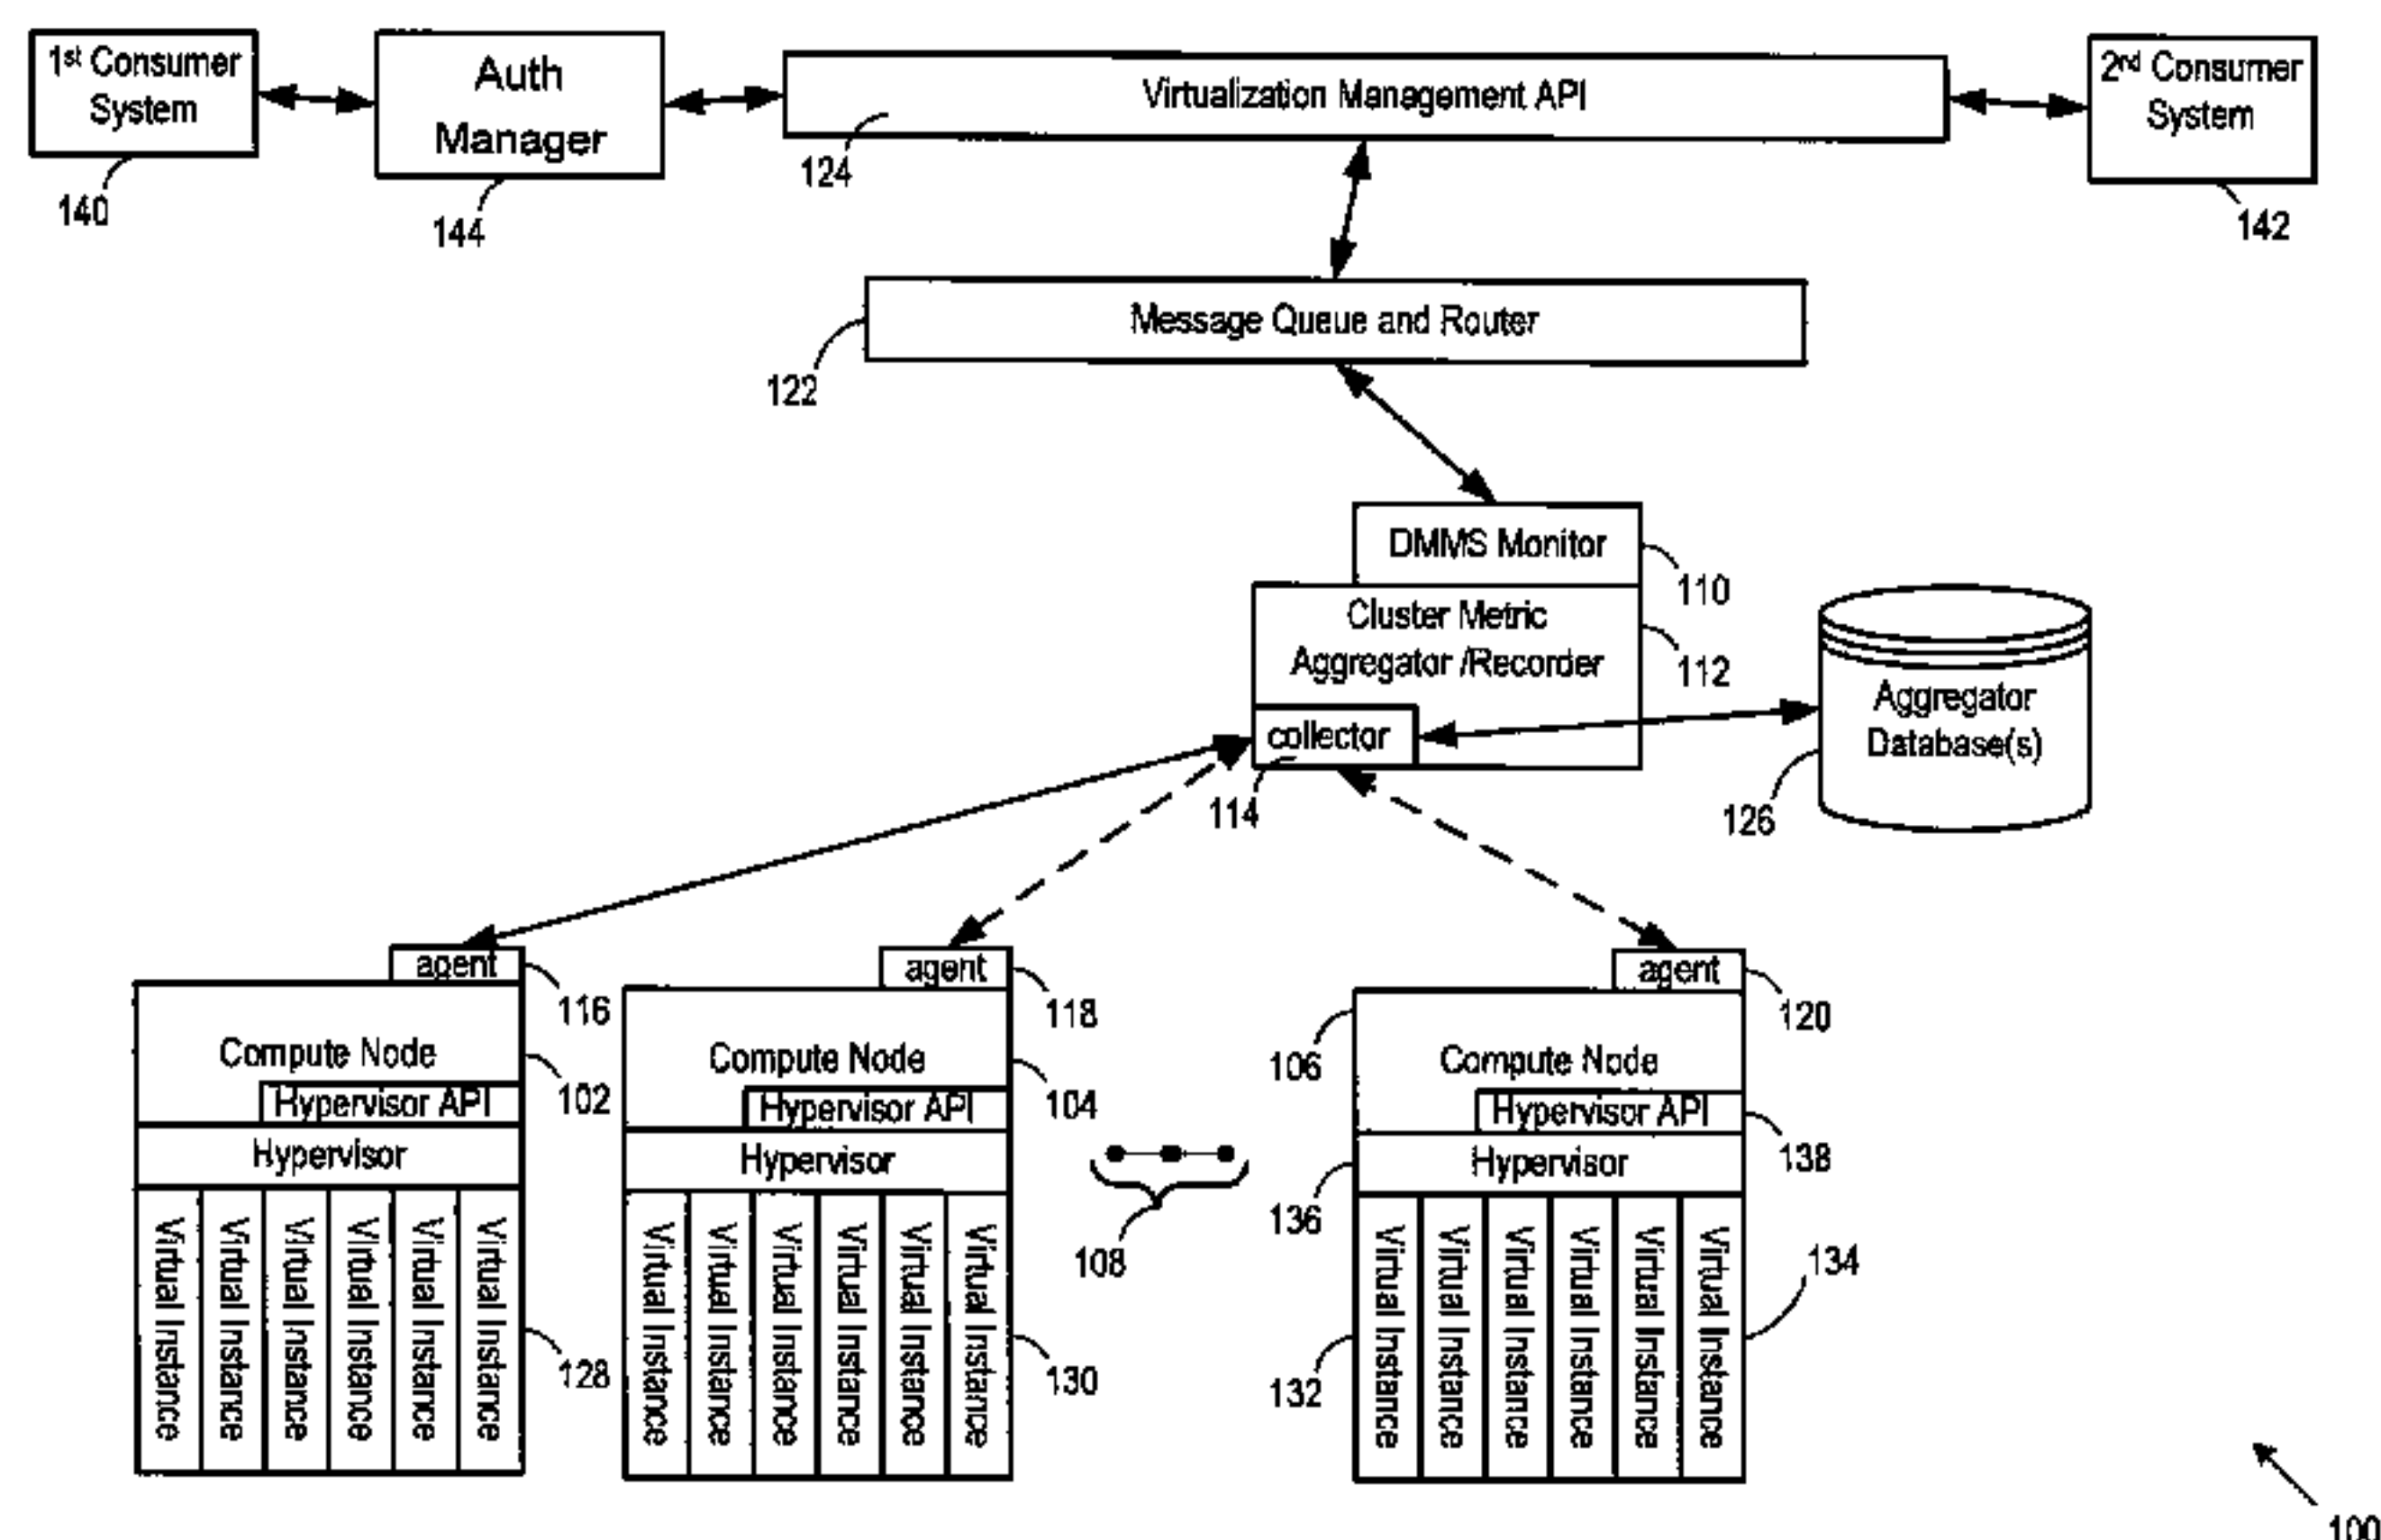 1st Consumer
System
Auth
Manager
Virtualization Management API
2nd Consumer
System
140
144
124
142
Message Queue and Router
122
DMMS Monitor
110
Cluster Metric
Aggregator /Recorder
112
collector
114
Aggregator
Database(s)
126
agent
116
Compute Node
102
Hypervisor API
Hypervisor
Virtual Instance
Virtual Instance
Virtual Instance
Virtual Instance
Virtual Instance
Virtual Instance
128
agent
118
Compute Node
104
Hypervisor API
Hypervisor
Virtual Instance
Virtual Instance
Virtual Instance
Virtual Instance
Virtual Instance
Virtual Instance
130
108
agent
120
106
Compute Node
Hypervisor API
138
Hypervisor
136
Virtual Instance
Virtual Instance
Virtual Instance
Virtual Instance
Virtual Instance
Virtual Instance
132
134
100